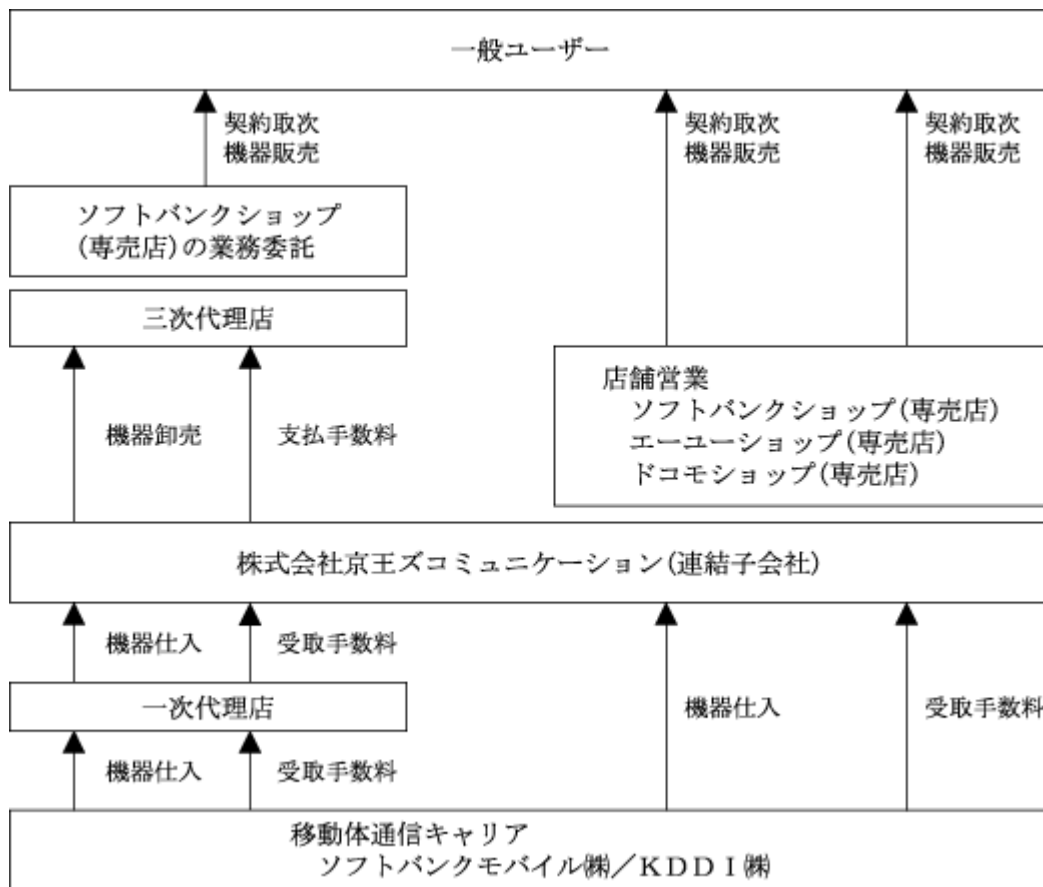 一般ユーザー
契約取次
機器販売
契約取次
機器販売
契約取次
機器販売
ソフトバンクショップ
(専売店)の業務委託
三次代理店
店舗営業
ソフトバンクショップ(専売店)
エーユーショップ(専売店)
ドコモショップ(専売店)
機器卸売
支払手数料
株式会社京王ズコミュニケーション(連結子会社)
機器仕入
受取手数料
一次代理店
機器仕入
受取手数料
機器仕入
受取手数料
移動体通信キャリア
ソフトバンクモバイル㈱／ＫＤＤＩ㈱